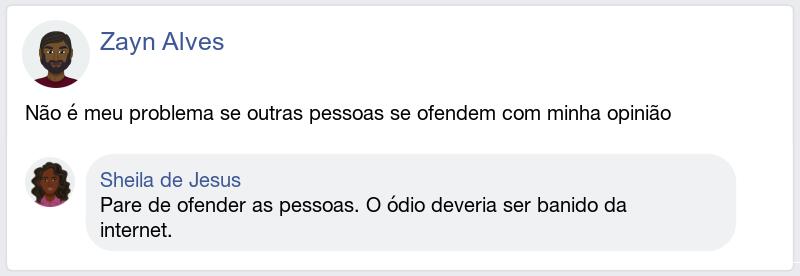 Zayn Alves
Não é meu problema se outras pessoas se ofendem com minha opinião
Sheila de Jesus
Pare de ofender as pessoas. O ódio deveria ser banido da
internet.